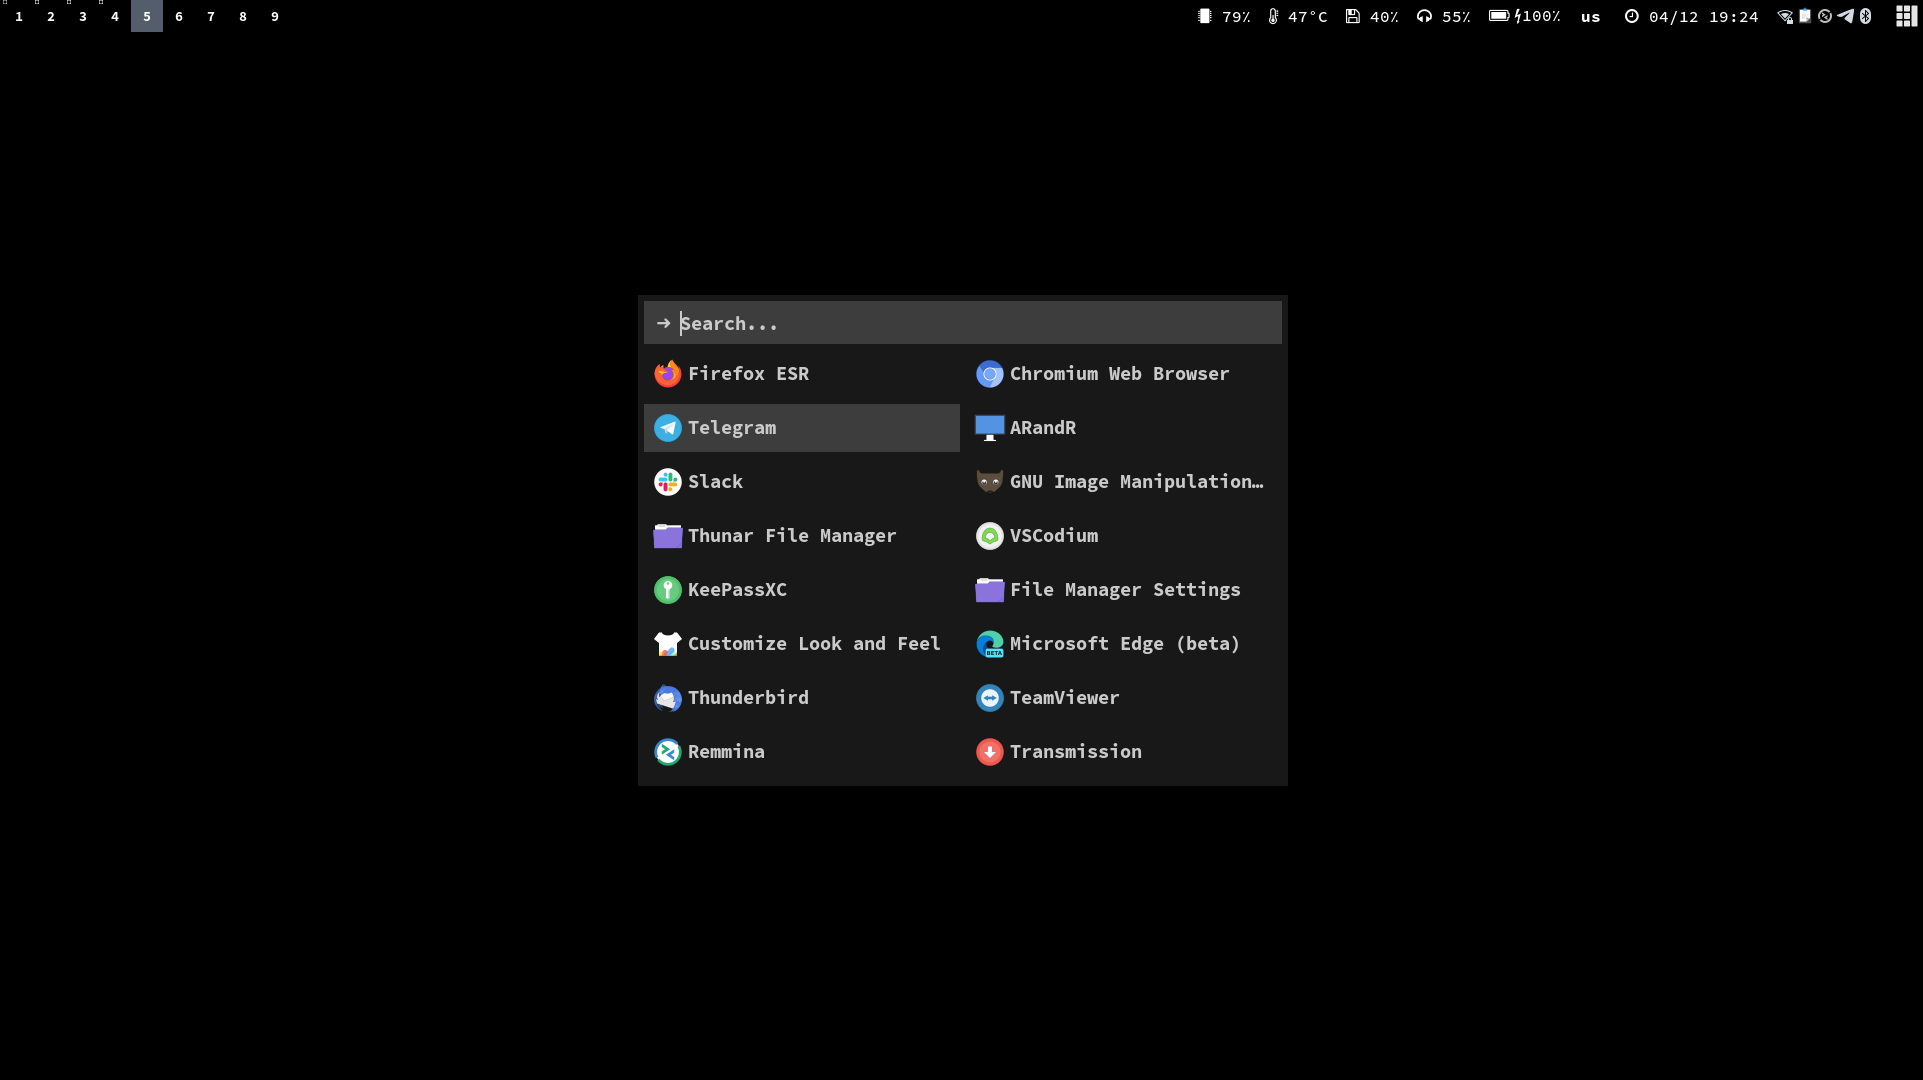 1 2 3 4 5 6 7 8 9 79% 47°C 40% 55% 100% us 04/12 19:24
Search...
Firefox ESR
Chromium Web Browser
Telegram
ARandR
Slack
GNU Image Manipulation…
Thunar File Manager
VSCodium
KeePassXC
File Manager Settings
Customize Look and Feel
Microsoft Edge (beta)
BETA
Thunderbird
TeamViewer
Remmina
Transmission